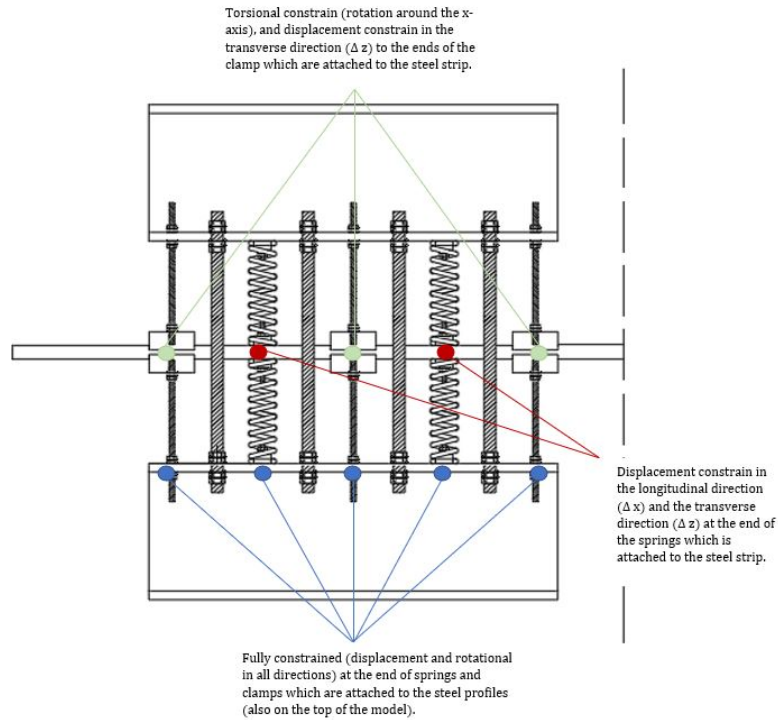 Torsional constrain (rotation around the x-
axis), and displacement constrain in the
transverse direction (Δ z) to the ends of the
clamp which are attached to the steel strip.
Displacement constrain in
the longitudinal direction
(Δ x) and the transverse
direction (Δ z) at the end of
the springs which is
attached to the steel strip.
Fully constrained (displacement and rotational
in all directions) at the end of springs and
clamps which are attached to the steel profiles
(also on the top of the model).